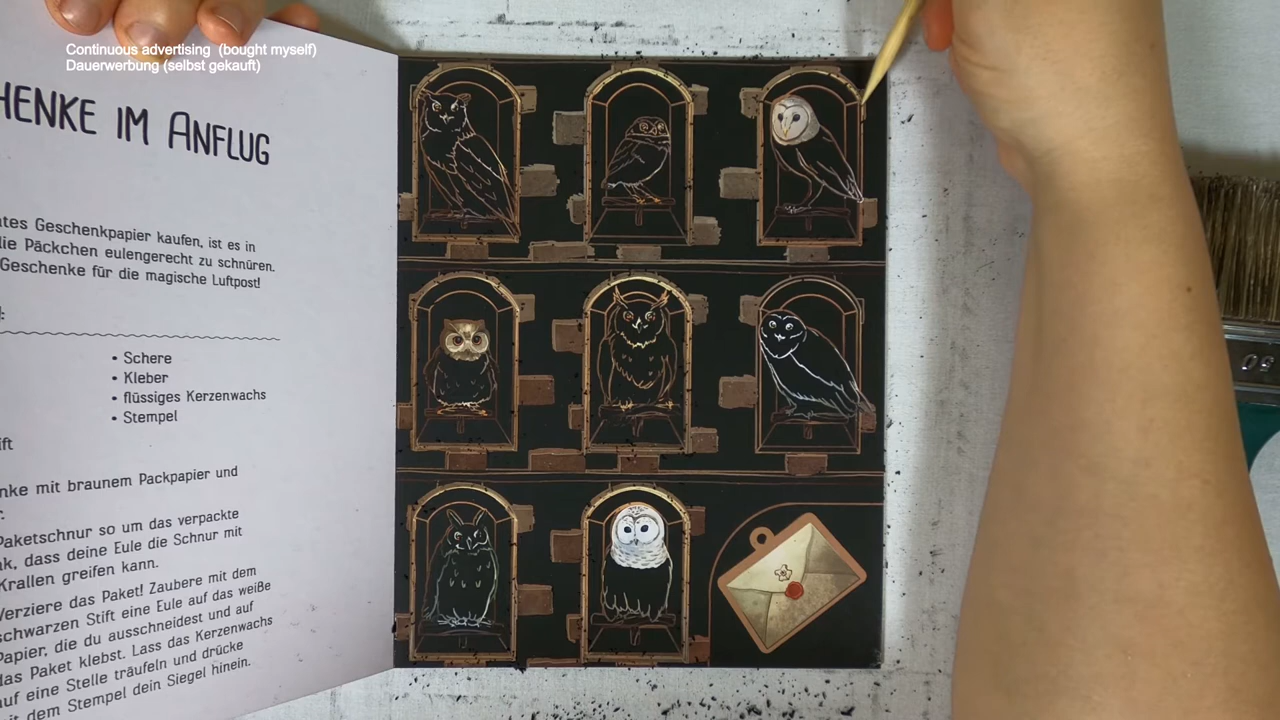 Continuous advertising (bought myself)
Dauerwerbung (selbst gekauft)
HENKE IM ANFLUG
Geschenkpapier kaufen, ist es in
die Päckchen eulengerecht zu schnüren.
Geschenke für die magische Luftpost!
• Schere
• Kleber
• flüssiges Kerzenwachs
• Stempel
mit braunem Packpapier und
Paketschnur so um das verpackte
dass deine Eule die Schnur mit
Krallen greifen kann.
Verziere das Paket! Zaubere mit dem
schwarzen Stift eine Eule auf das weiße
Papier, die du ausschneidest und auf
das Paket klebst. Lass das Kerzenwachs
auf eine Stelle träufeln und drücke
mit dem Stempel dein Siegel hinein.
50